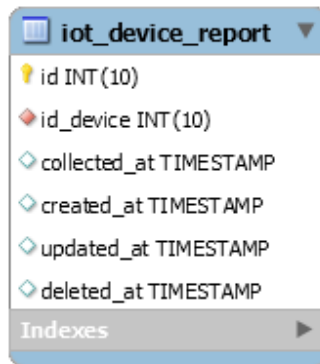 iot_device_report
id INT(10)
id_device INT(10)
collected_at TIMESTAMP
created_at TIMESTAMP
updated_at TIMESTAMP
deleted_at TIMESTAMP
Indexes